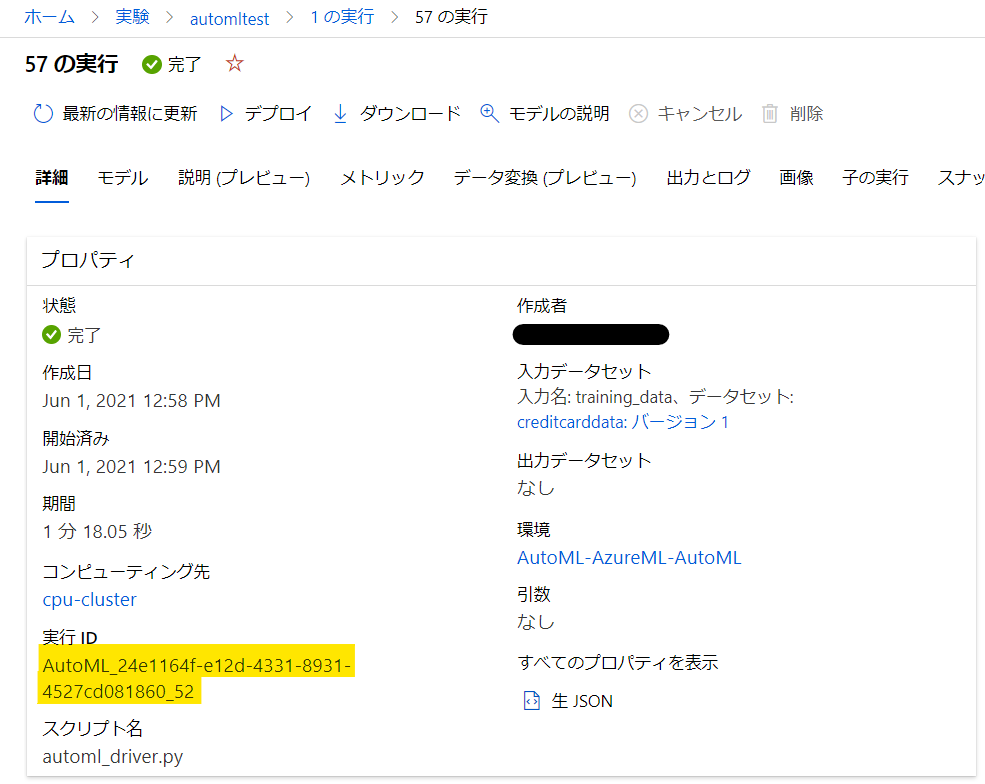 ホーム > 実験 > automltest > 1 の実行 > 57 の実行
57 の実行 完了
最新の情報に更新 デプロイ ダウンロード モデルの説明 キャンセル 削除
詳細 モデル 説明 (プレビュー) メトリック データ変換 (プレビュー) 出力とログ 画像 子の実行 スナッ
プロパティ
状態
完了
作成日
Jun 1, 2021 12:58 PM
開始済み
Jun 1, 2021 12:59 PM
期間
1 分 18.05 秒
コンピューティング先
cpu-cluster
実行 ID
AutoML_24e1164f-e12d-4331-8931-
4527cd081860_52
スクリプト名
automl_driver.py
作成者
入力データセット
入力名: training_data、データセット:
creditcarddata: バージョン 1
出力データセット
なし
環境
AutoML-AzureML-AutoML
引数
なし
すべてのプロパティを表示
生 JSON